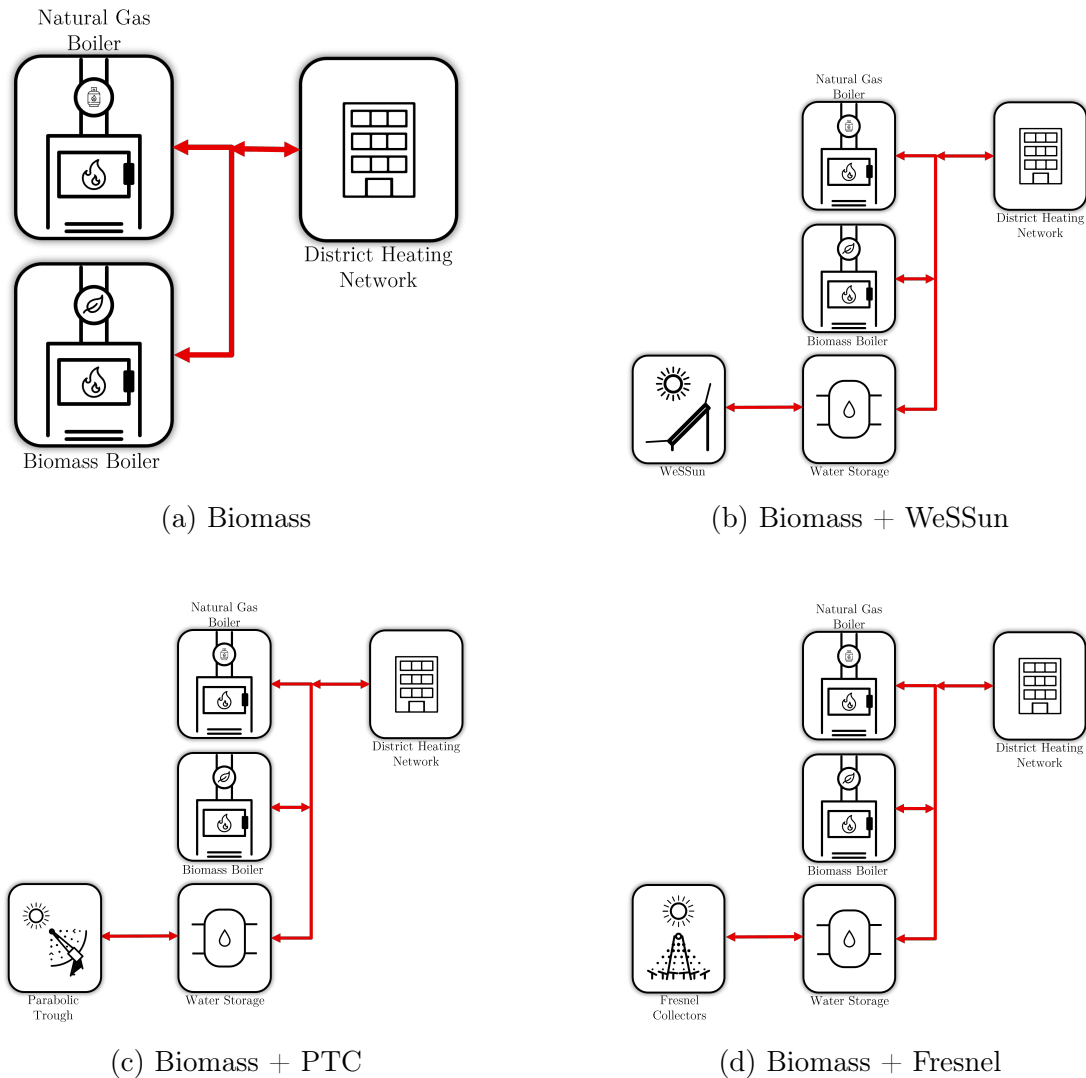 Natural Gas
Boiler
District Heating
Network
Biomass Boiler
(a) Biomass
Natural Gas
Boiler
District Heating
Network
Biomass Boiler
WeSSun
Water Storage
(b) Biomass + WeSSun
Natural Gas
Boiler
District Heating
Network
Biomass Boiler
Parabolic
Trough
Water Storage
(c) Biomass + PTC
Natural Gas
Boiler
District Heating
Network
Biomass Boiler
Fresnel
Collectors
Water Storage
(d) Biomass + Fresnel